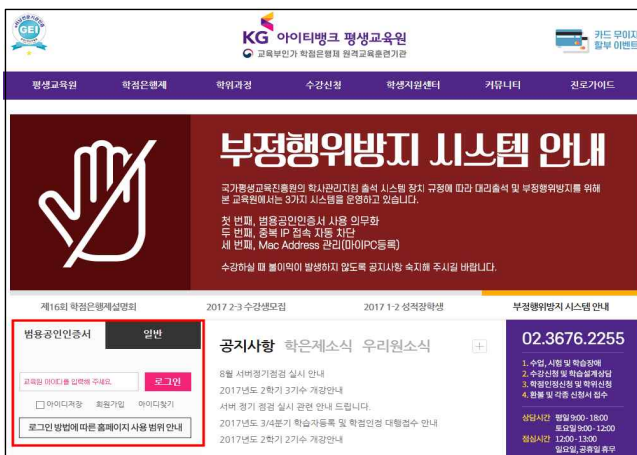 GEI
KG 아이티뱅크 평생교육원
교육부인가 학점은행제 원격교육훈련기관
카드 무이자
할부 이벤트
평생교육원 학점은행제 학위과정 수강신청 학생지원센터 커뮤니티 진로가이드
부정행위방지 시스템 안내
국가평생교육진흥원의 학사관리지침 출석 시스템 장치 규정에 따라 대리출석 및 부정행위방지를 위해
본 교육원에서는 3가지 시스템을 운영하고 있습니다.
첫 번째, 범용공인인증서 사용 의무화
두 번째, 중복 IP 접속 자동 차단
세 번째, Mac Address 관리(마이PC등록)
수강하실 때 불이익이 발생하지 않도록 공지사항 숙지해 주시길 바랍니다.
제16회 학점은행제설명회 2017 2-3 수강생모집 2017 1-2 성적장학생 부정행위방지 시스템 안내
범용공인인증서 일반
교육원 아이디를 입력해 주세요. 로그인
아이디저장 회원가입 아이디찾기
로그인 방법에 따른 홈페이지 사용 범위 안내
공지사항 학은제소식 우리원소식
8월 서버정기점검 실시 안내
2017년도 2학기 3기수 개강안내
서버 정기 점검 실시 관련 안내 드립니다.
2017년도 3/4분기 학습자등록 및 학점인정 대행접수 안내
2017년도 2학기 2기수 개강안내
02.3676.2255
1. 수업, 시험 및 학습장애
2. 수강신청 및 학습설계상담
3. 학점인정신청 및 학위신청
4. 환불 및 각종 신청서 접수
상담시간 평일 9:00 - 18:00
토요일 9:00 - 12:00
점심시간 12:00 - 13:00
일요일, 공휴일 휴무